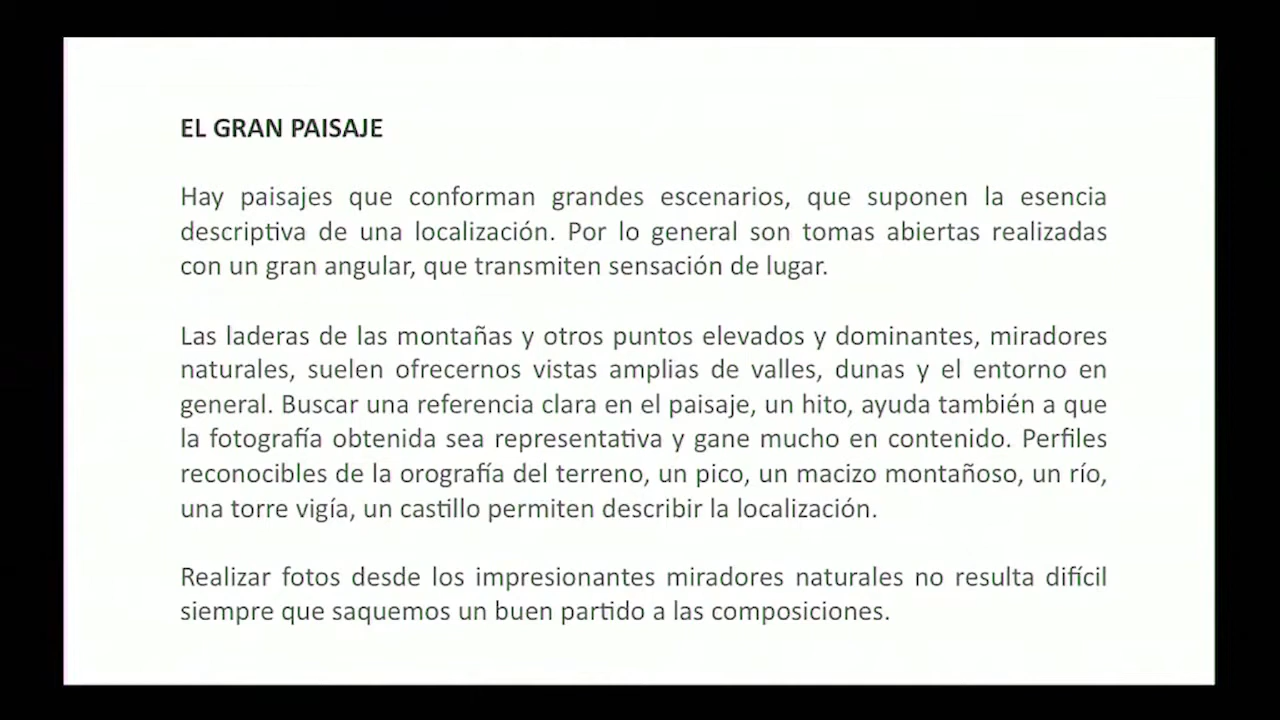 EL GRAN PAISAJE
Hay paisajes que conforman grandes escenarios, que suponen la esencia
descriptiva de una localización. Por lo general son tomas abiertas realizadas
con un gran angular, que transmiten sensación de lugar.
Las laderas de las montañas y otros puntos elevados y dominantes, miradores
naturales, suelen ofrecernos vistas amplias de valles, dunas y el entorno en
general. Buscar una referencia clara en el paisaje, un hito, ayuda también a que
la fotografía obtenida sea representativa y gane mucho en contenido. Perfiles
reconocibles de la orografía del terreno, un pico, un macizo montañoso, un río,
una torre vigía, un castillo permiten describir la localización.
Realizar fotos desde los impresionantes miradores naturales no resulta difícil
siempre que saquemos un buen partido a las composiciones.